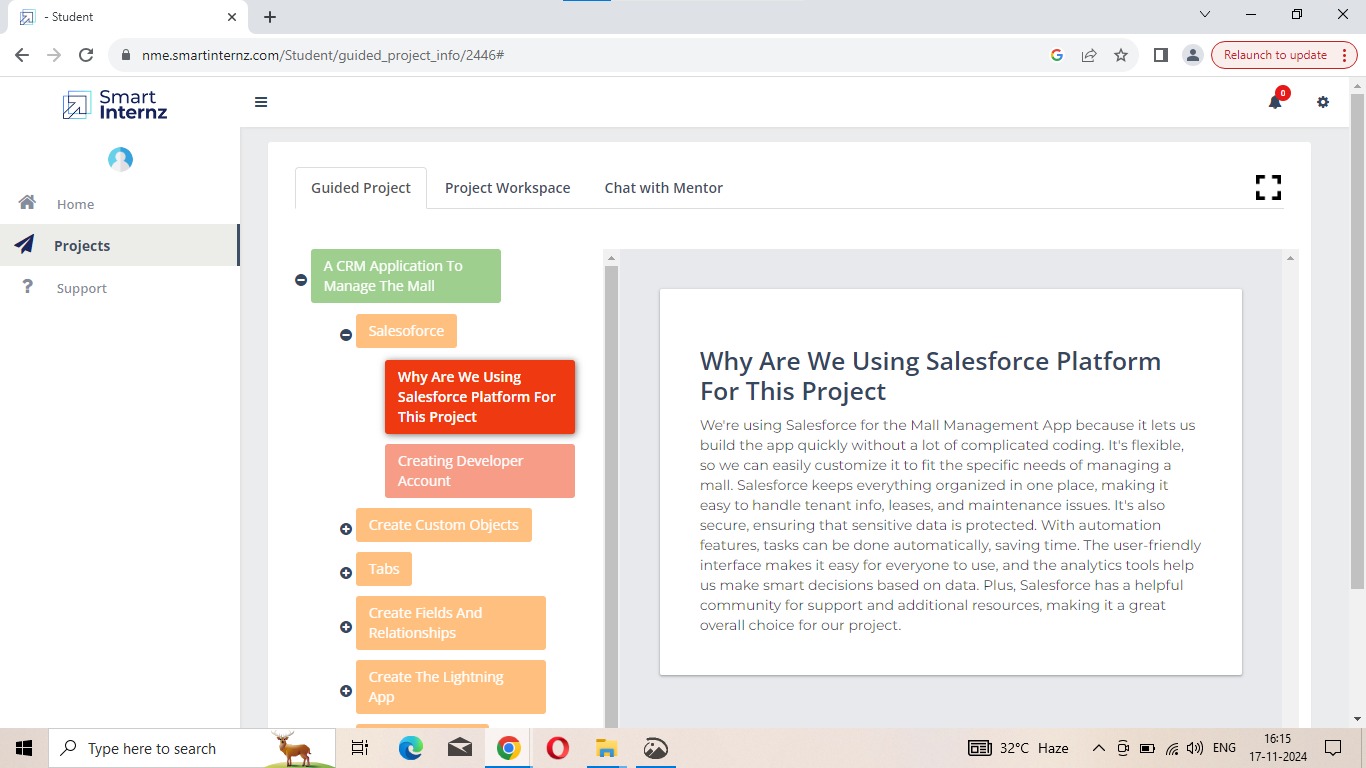 - Student
nme.smartinternz.com/Student/guided_project_info/2446#
Relaunch to update
Smart
Internz
0
Home
Projects
Support
Guided Project
Project Workspace
Chat with Mentor
A CRM Application To
Manage The Mall
Salesoforce
Why Are We Using
Salesforce Platform For
This Project
Creating Developer
Account
Create Custom Objects
Tabs
Create Fields And
Relationships
Create The Lightning
App
Why Are We Using Salesforce Platform
For This Project
We're using Salesforce for the Mall Management App because it lets us
build the app quickly without a lot of complicated coding. It's flexible,
so we can easily customize it to fit the specific needs of managing a
mall. Salesforce keeps everything organized in one place, making it
easy to handle tenant info, leases, and maintenance issues. It's also
secure, ensuring that sensitive data is protected. With automation
features, tasks can be done automatically, saving time. The user-friendly
interface makes it easy for everyone to use, and the analytics tools help
us make smart decisions based on data. Plus, Salesforce has a helpful
community for support and additional resources, making it a great
overall choice for our project.
Type here to search
32°C Haze
ENG
16:15
17-11-2024